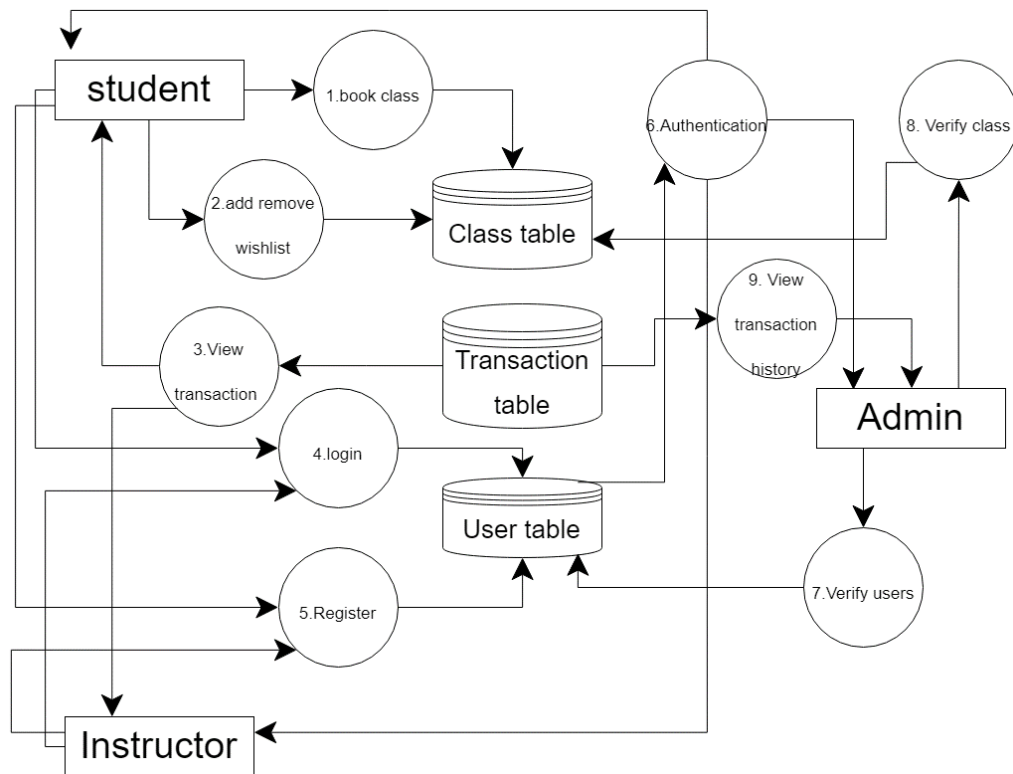 student
1.book class
6.Authentication
8. Verify class
2.add remove
wishlist
Class table
9. View
transaction
history
3.View
transaction
Transaction
table
Admin
4.login
User table
5.Register
7.Verify users
Instructor